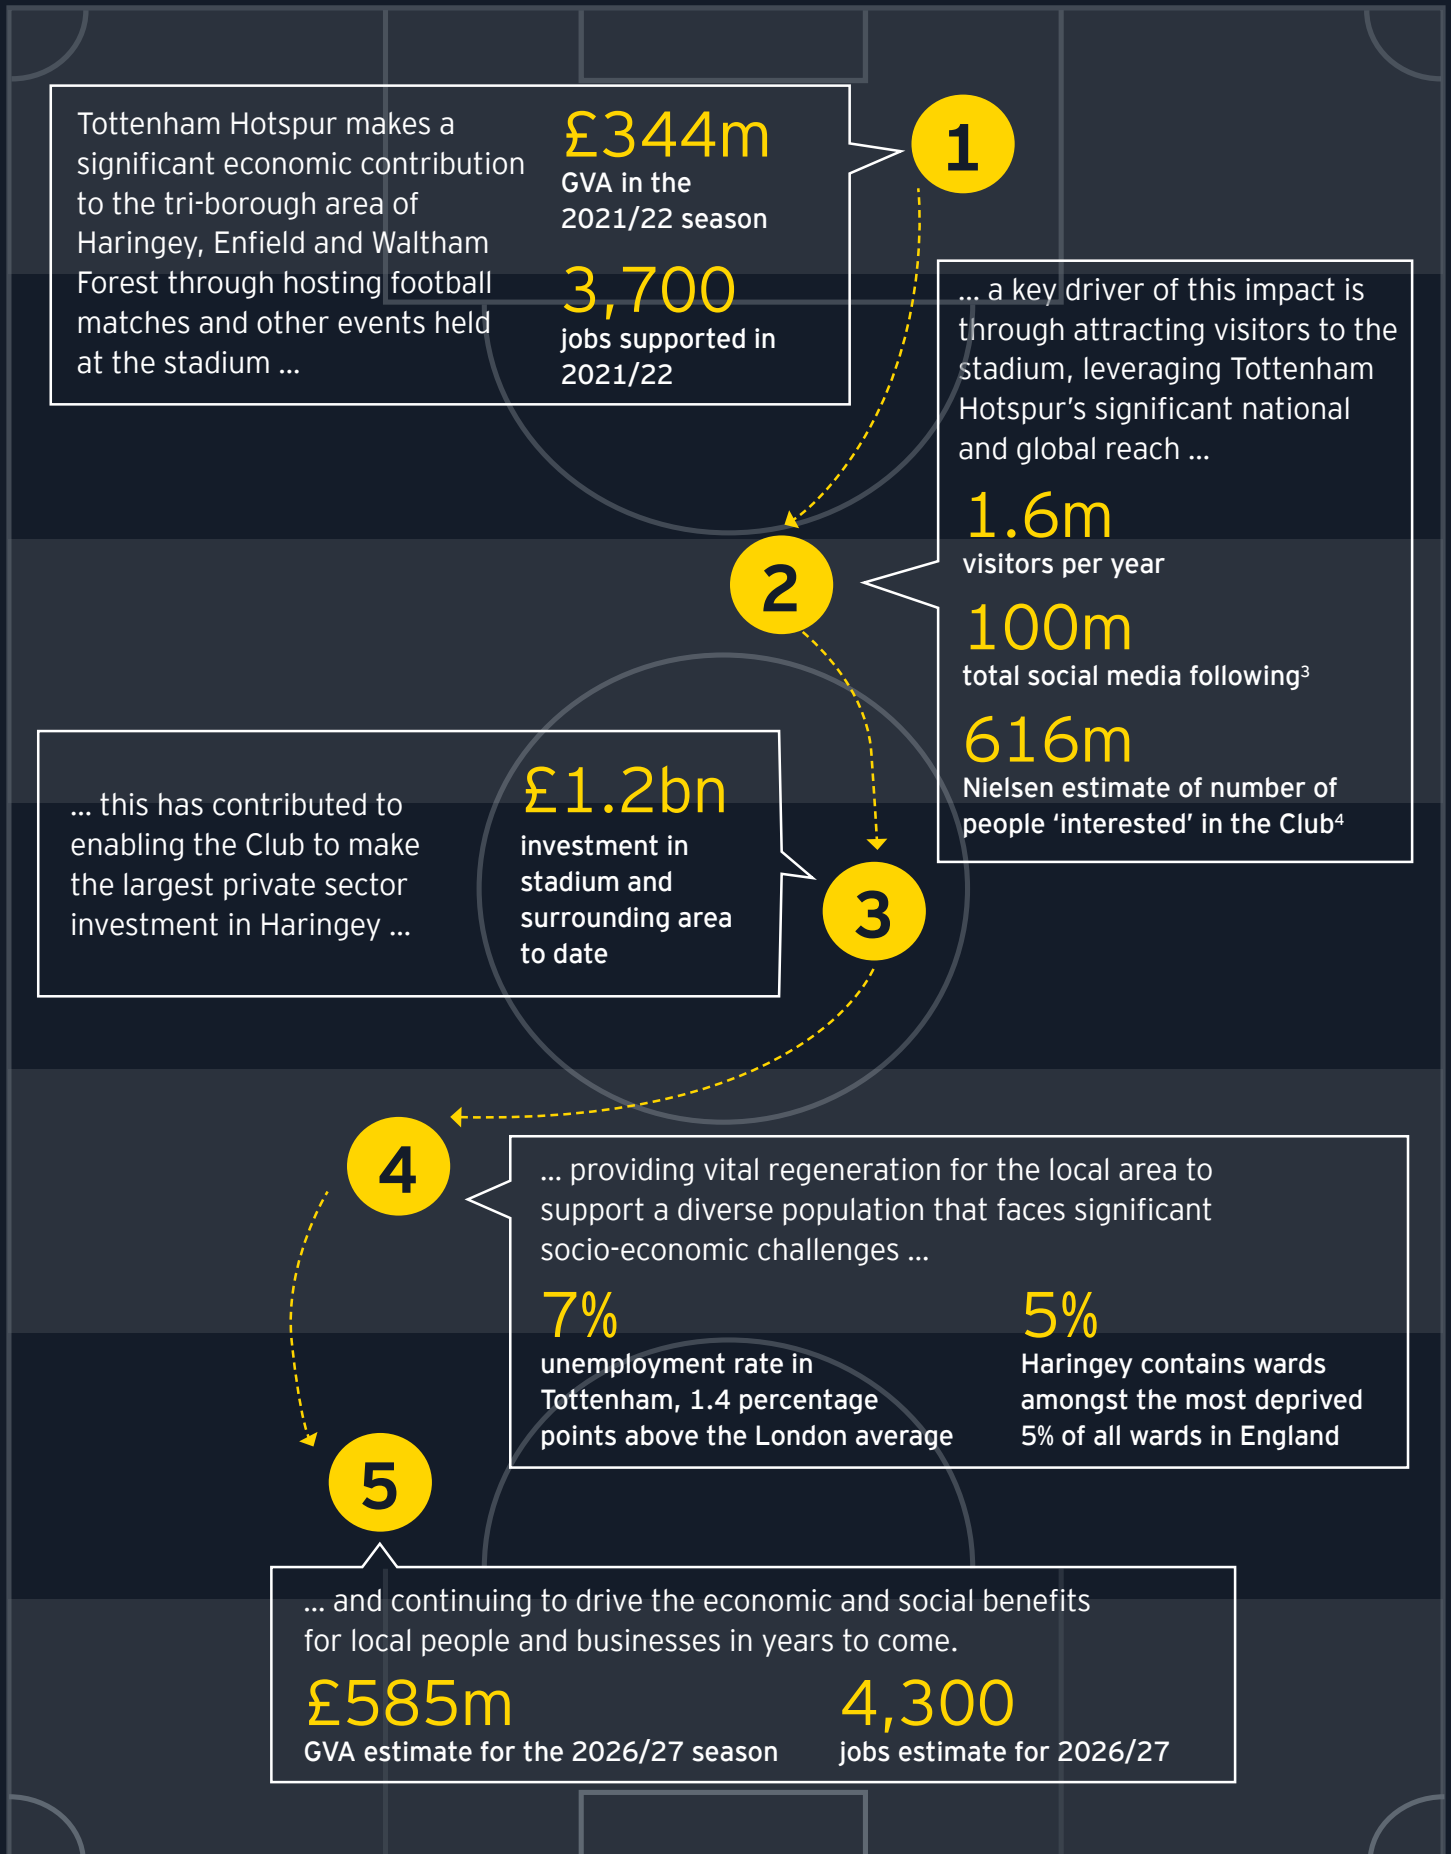 Tottenham Hotspur makes a
significant economic contribution
to the tri-borough area of
Haringey, Enfield and Waltham
Forest through hosting football
matches and other events held
at the stadium ...
£344m
GVA in the
2021/22 season
3,700
jobs supported in
2021/22
1
... a key driver of this impact is
through attracting visitors to the
stadium, leveraging Tottenham
Hotspur’s significant national
and global reach ...
1.6m
visitors per year
100m
total social media following³
616m
Nielsen estimate of number of
people ‘interested’ in the Club⁴
2
... this has contributed to
enabling the Club to make
the largest private sector
investment in Haringey ...
£1.2bn
investment in
stadium and
surrounding area
to date
3
4
... providing vital regeneration for the local area to
support a diverse population that faces significant
socio-economic challenges ...
7%
unemployment rate in
Tottenham, 1.4 percentage
points above the London average
5%
Haringey contains wards
amongst the most deprived
5% of all wards in England
5
... and continuing to drive the economic and social benefits
for local people and businesses in years to come.
£585m
GVA estimate for the 2026/27 season
4,300
jobs estimate for 2026/27